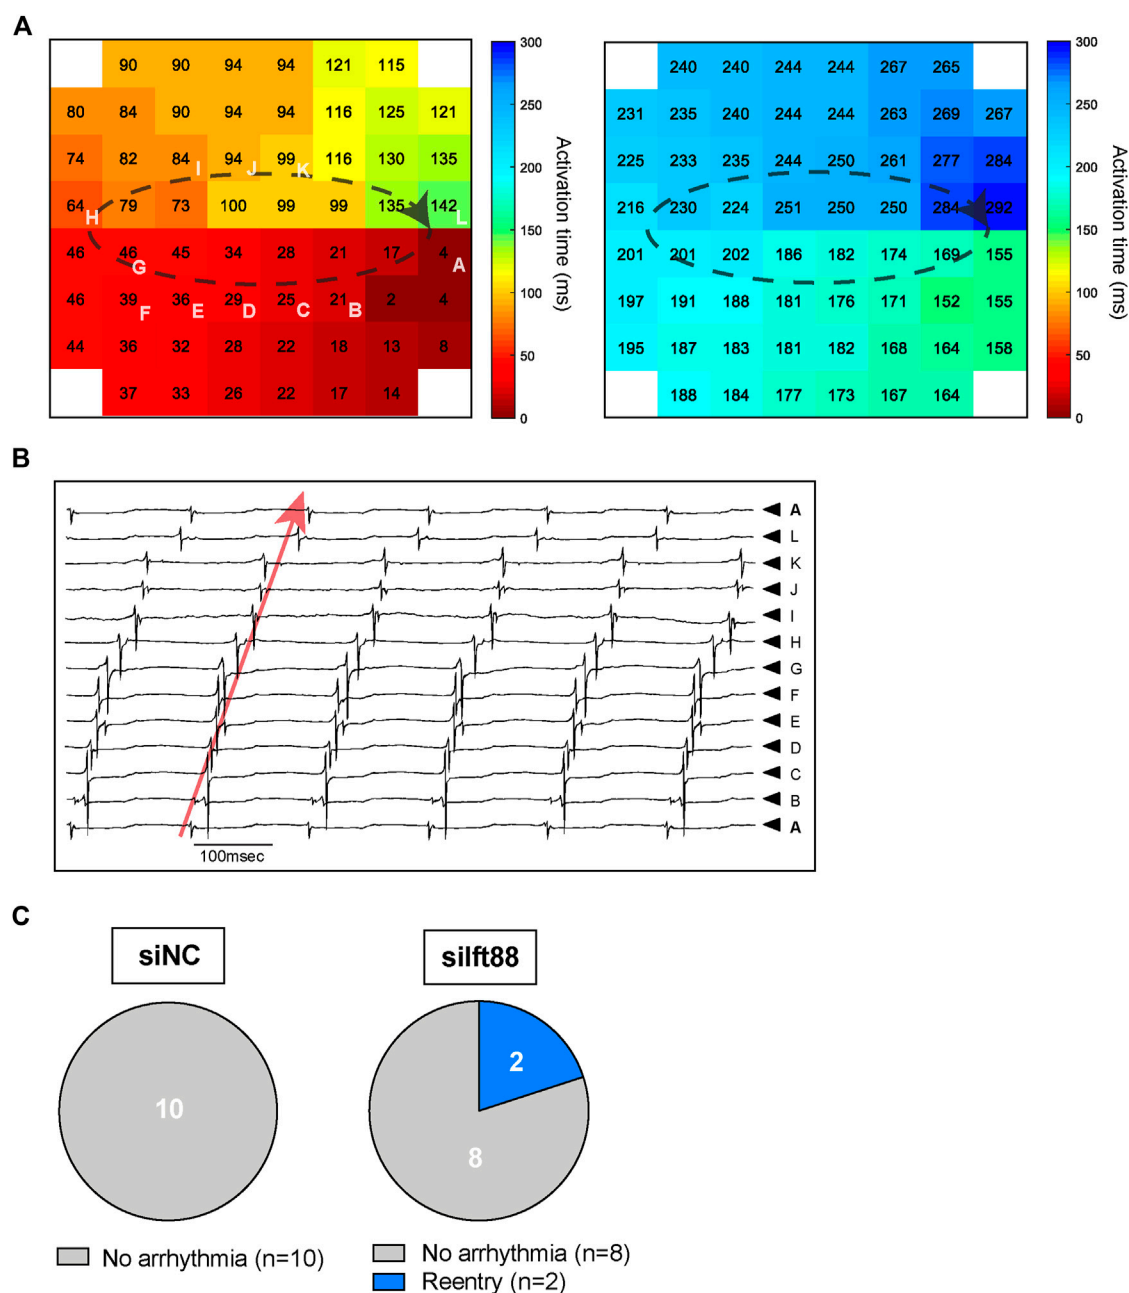 A
90 90 94 94 121 115
80 84 90 94 94 116 125 121
74 82 84 94 99 116 130 135
I J K
64 79 73 100 99 99 135 142
H L
46 46 45 34 28 21 17 4
G A
46 39 36 29 25 21 2 4
F E D C B
44 36 32 28 22 18 13 8
37 33 26 22 17 14
300
250
200
150
100
50
0
Activation time (ms)
240 240 244 244 267 265
231 235 240 244 244 263 269 267
225 233 235 244 250 261 277 284
216 230 224 251 250 250 284 292
201 201 202 186 182 174 169 155
197 191 188 181 176 171 152 155
195 187 183 181 182 168 164 158
188 184 177 173 167 164
300
250
200
150
100
50
0
Activation time (ms)
B
A
L
K
J
I
H
G
F
E
D
C
B
A
100msec
C
siNC
10
No arrhythmia (n=10)
silft88
2
8
No arrhythmia (n=8)
Reentry (n=2)